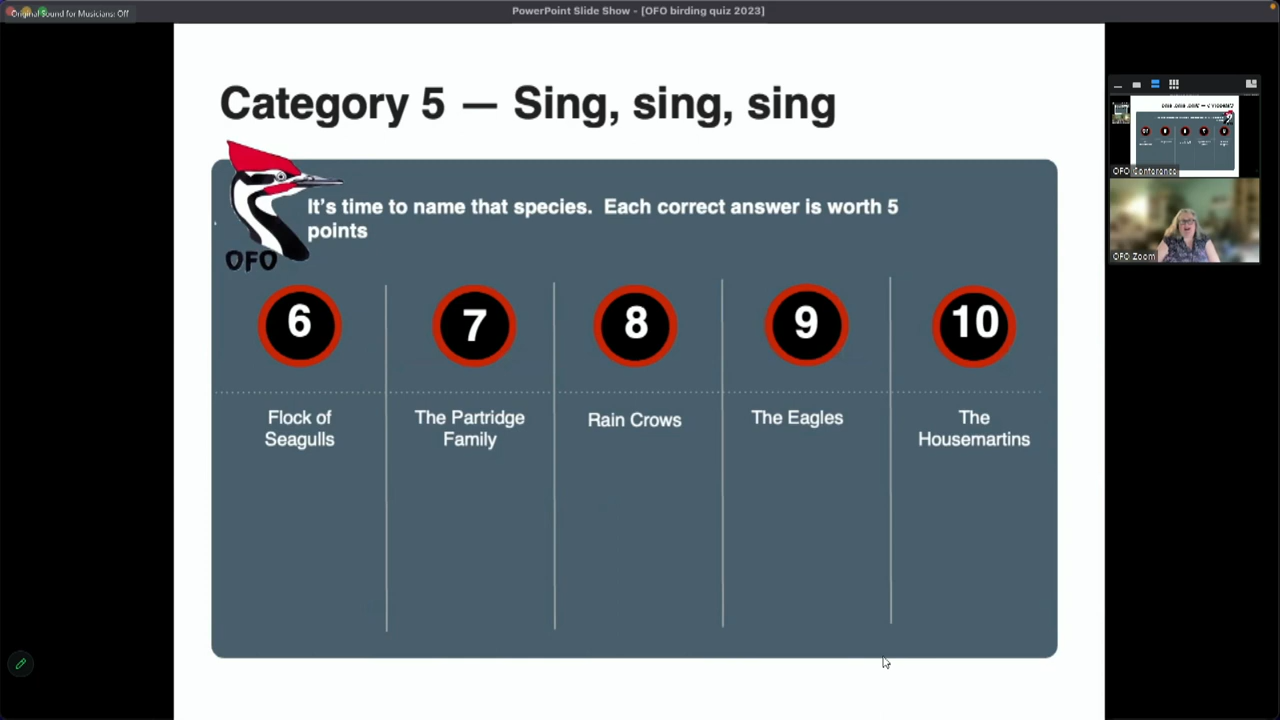 Original Sound for Musicians: Off
PowerPoint Slide Show - [OFO birding quiz 2023]
Category 5 — Sing, sing, sing
It's time to name that species. Each correct answer is worth 5
points
OFO
6
7
8
9
10
Flock of
Seagulls
The Partridge
Family
Rain Crows
The Eagles
The
Housemartins
OFO Conference
OFO Zoom